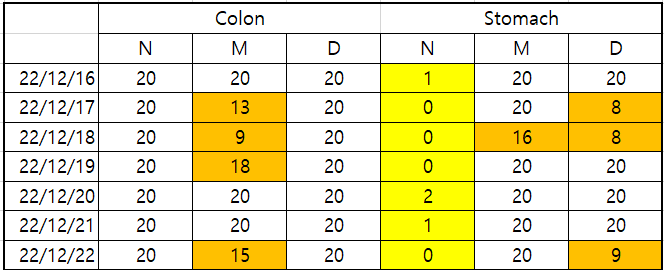 Colon Stomach
N M D N M D
22/12/16 20 20 20 1 20 20
22/12/17 20 13 20 0 20 8
22/12/18 20 9 20 0 16 8
22/12/19 20 18 20 0 20 20
22/12/20 20 20 20 2 20 20
22/12/21 20 20 20 1 20 20
22/12/22 20 15 20 0 20 9